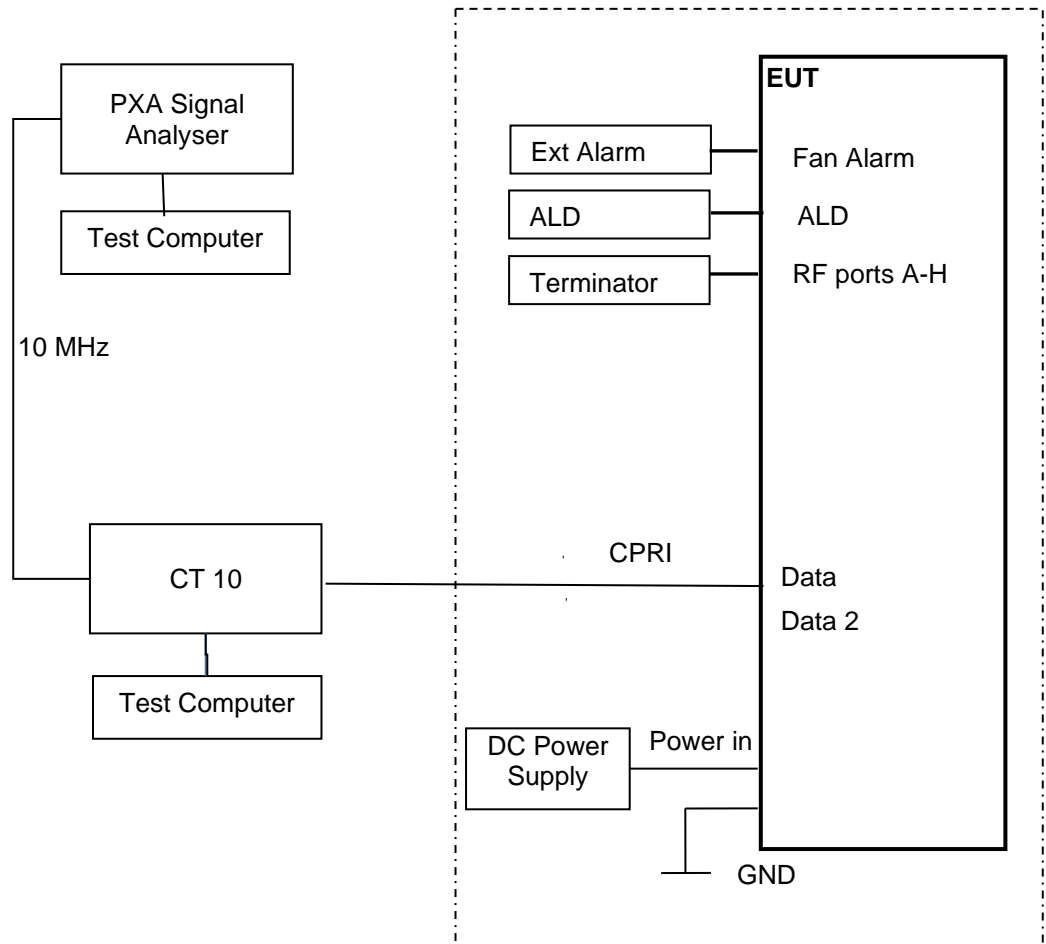 PXA Signal
Analyser
Test Computer
10 MHz
CT 10
Test Computer
EUT
Ext Alarm
Fan Alarm
ALD
ALD
Terminator
RF ports A-H
CPRI
Data
Data 2
DC Power
Supply
Power in
GND